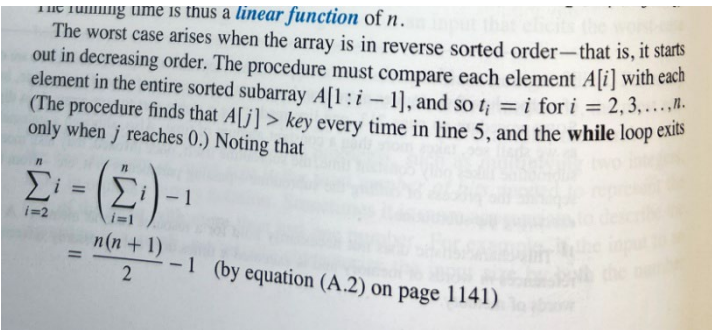 The running time is thus a linear function of n.
The worst case arises when the array is in reverse sorted order—that is, it starts
out in decreasing order. The procedure must compare each element A[i] with each
element in the entire sorted subarray A[1 : i − 1], and so tᵢ = i for i = 2, 3, . . . , n.
(The procedure finds that A[j] > key every time in line 5, and the while loop exits
only when j reaches 0.) Noting that
∑_{i=2}^{n} i = (∑_{i=1}^{n} i) − 1
= n(n + 1)/2 − 1 (by equation (A.2) on page 1141)